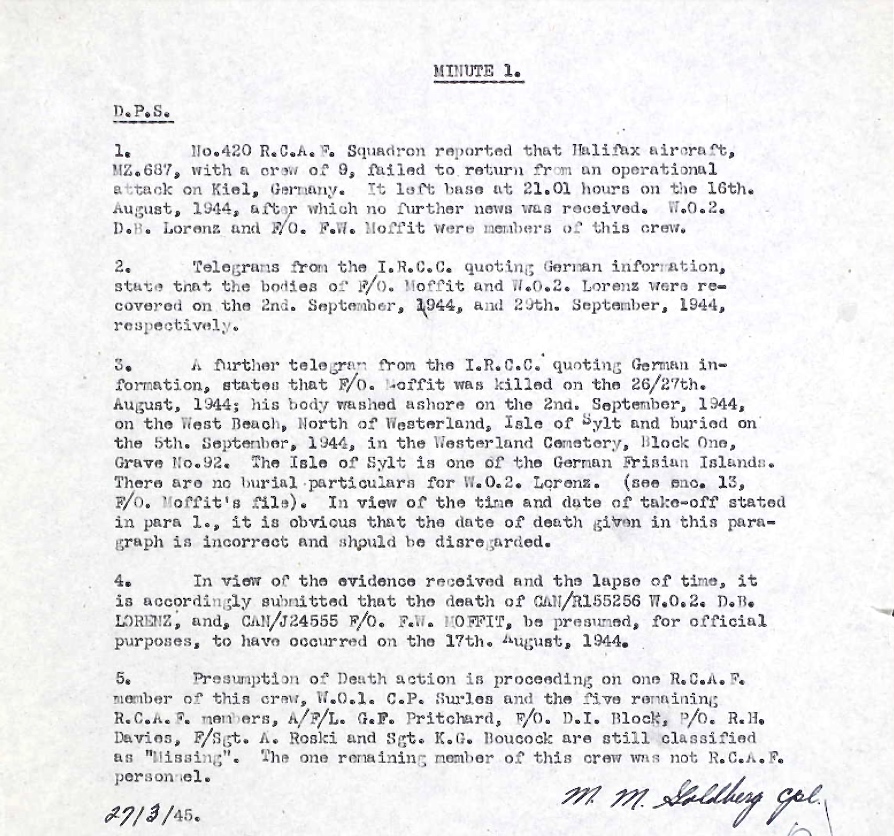 MINUTE 1.
D.P.S.
1. No.420 R.C.A.F. Squadron reported that Halifax aircraft,
MZ.687, with a crew of 9, failed to return from an operational
attack on Kiel, Germany. It left base at 21.01 hours on the 16th.
August, 1944, after which no further news was received. W.O.2.
D.B. Lorenz and F/O. F.W. Moffit were members of this crew.
2. Telegrams from the I.R.C.C. quoting German information,
state that the bodies of F/O. Moffit and W.O.2. Lorenz were re-
covered on the 2nd. September, 1944, and 29th. September, 1944,
respectively.
3. A further telegram from the I.R.C.C. quoting German in-
formation, states that F/O. Moffit was killed on the 26/27th.
August, 1944; his body washed ashore on the 2nd. September, 1944,
on the West Beach, North of Westerland, Isle of Sylt and buried on
the 5th. September, 1944, in the Westerland Cemetery, Block One,
Grave No.92. The Isle of Sylt is one of the German Frisian Islands.
There are no burial particulars for W.O.2. Lorenz. (see enc. 13,
F/O. Moffit's file). In view of the time and date of take-off stated
in para 1., it is obvious that the date of death given in this para-
graph is incorrect and should be disregarded.
4. In view of the evidence received and the lapse of time, it
is accordingly submitted that the death of CAN/R155256 W.O.2. D.B.
LORENZ, and, CAN/J24555 F/O. F.W. MOFFIT, be presumed, for official
purposes, to have occurred on the 17th. August, 1944.
5. Presumption of Death action is proceeding on one R.C.A.F.
member of this crew, W.O.1. C.P. Surles and the five remaining
R.C.A.F. members, A/F/L. G.F. Pritchard, F/O. D.I. Block, P/O. R.H.
Davies, F/Sgt. A. Roski and Sgt. K.G. Boucock are still classified
as "Missing". The one remaining member of this crew was not R.C.A.F.
personnel.
M. M. Goldberg Cpl.
27/3/45.